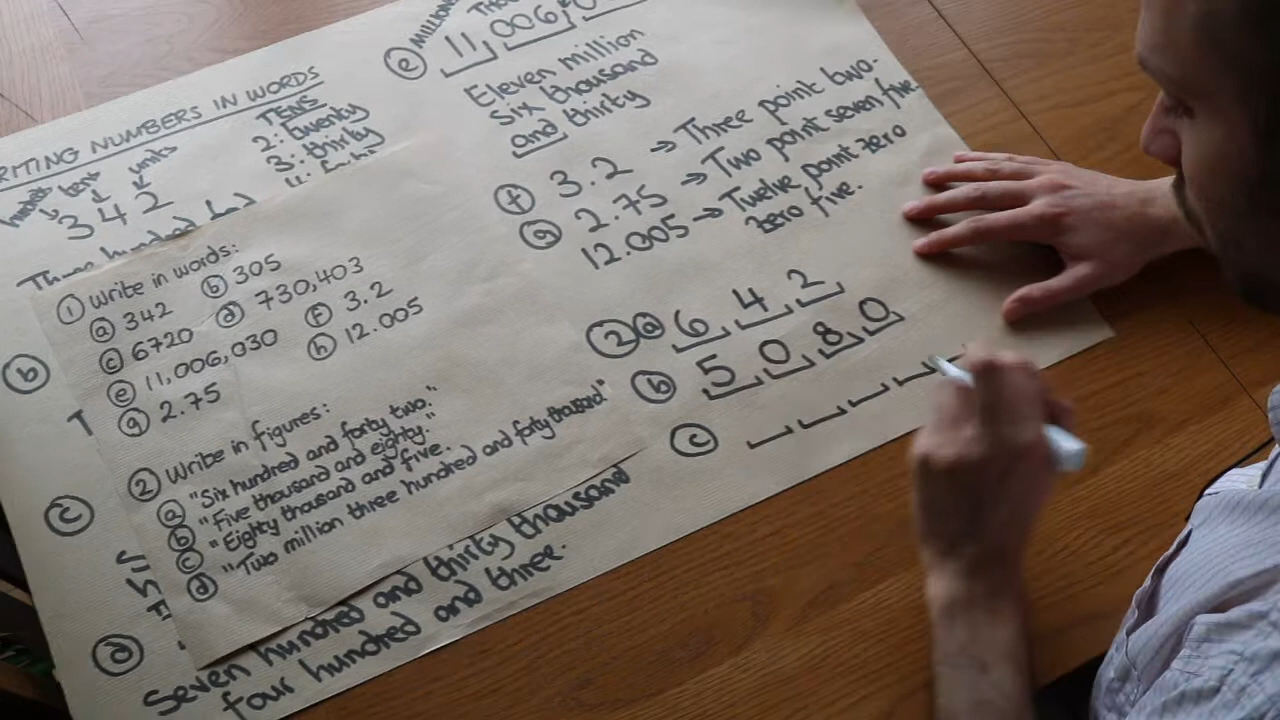 WRITING NUMBERS IN WORDS
tens units
3 4 2
TENS
2: twenty
3: thirty
Three hundred
(b)
(c)
(d)
Seven hundred and thirty thousand
four hundred and three.
(1) Write in words:
(a) 342 (b) 305
(c) 6720 (d) 730,403
(e) 11,006,030 (f) 3.2
(g) 2.75 (h) 12.005
(2) Write in figures:
(a) "Six hundred and forty two."
(b) "Five thousand and eighty."
(c) "Eighty thousand and five.
(d) "Two million three hundred and forty thousand."
(e) 11,006,
Eleven million
six thousand
and thirty
(f) 3.2 → Three point two.
(g) 2.75 → Two point seven five
12.005 → Twelve point zero
zero five.
(2) (a) 6 4 2
(b) 5 0 8 0
(c)